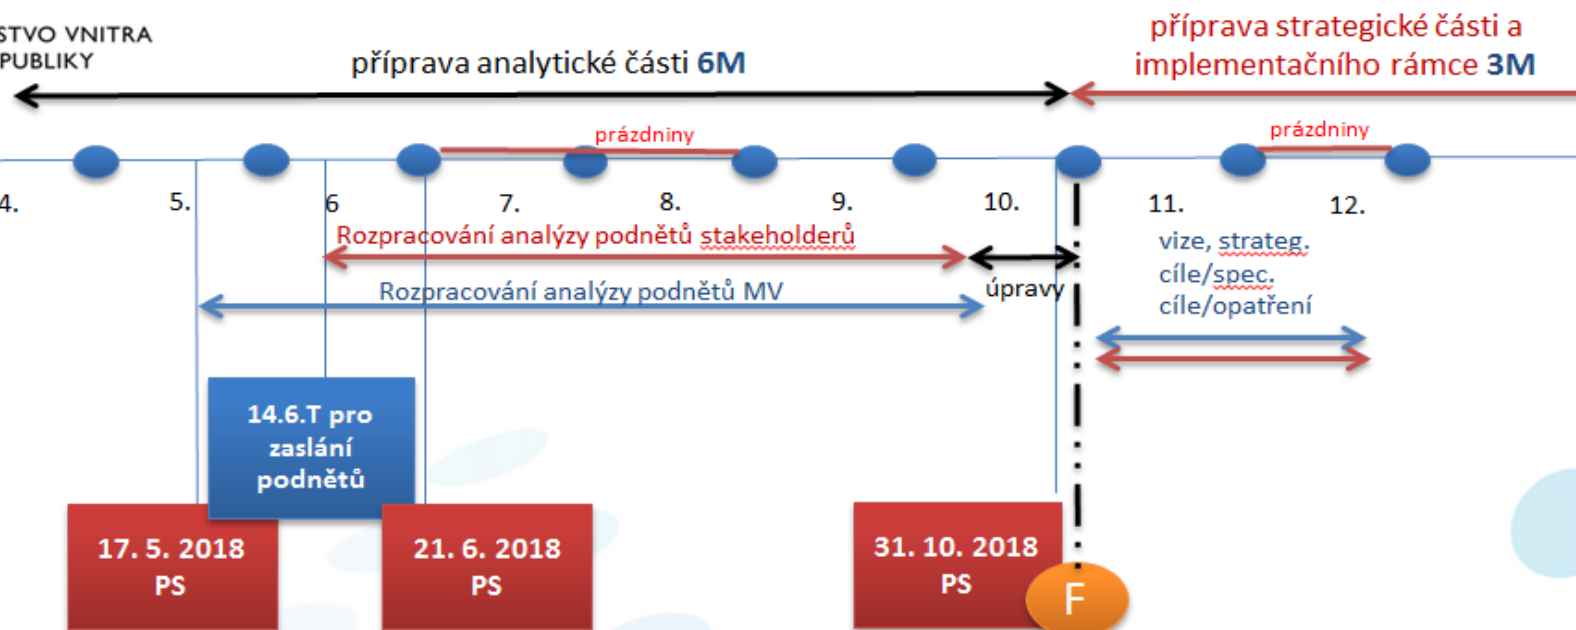 STVO VNITRA
PUBLIKY
příprava analytické části 6M
příprava strategické části a
implementačního rámce 3M
prázdniny
prázdniny
4.
5.
6
7.
8.
9.
10.
11.
12.
Rozpracování analýzy podnětů stakeholderů
Rozpracování analýzy podnětů MV
úpravy
vize, strateg.
cíle/spec.
cíle/opatření
14.6.T pro
zaslání
podnětů
17. 5. 2018
PS
21. 6. 2018
PS
31. 10. 2018
PS
F